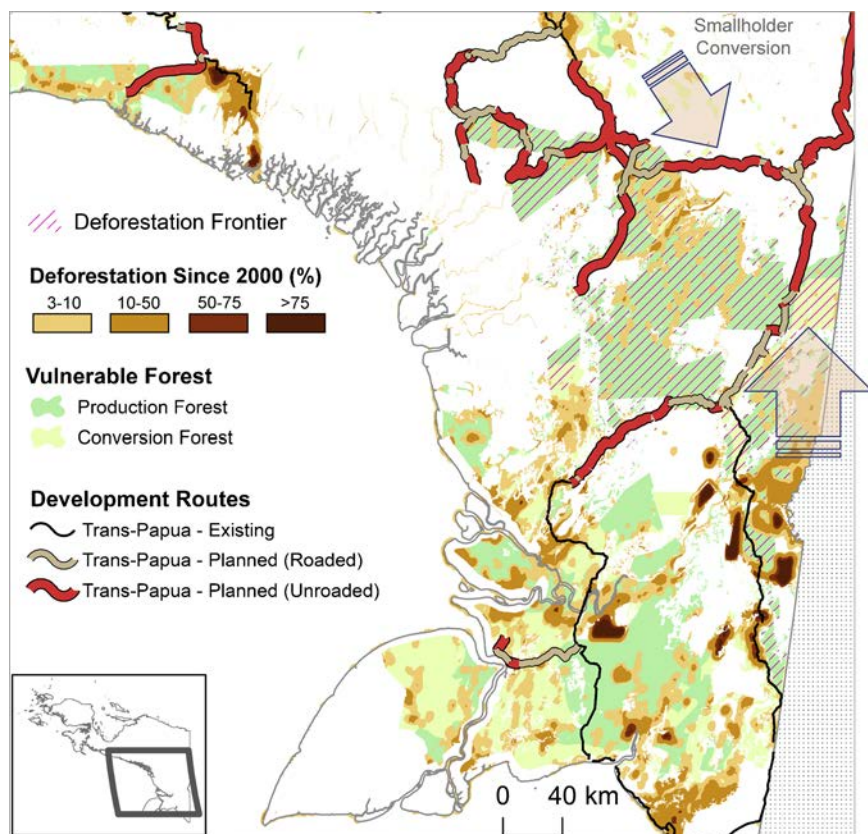 Smallholder
Conversion
Deforestation Frontier
Deforestation Since 2000 (%)
3-10 10-50 50-75 >75
Vulnerable Forest
Production Forest
Conversion Forest
Development Routes
Trans-Papua - Existing
Trans-Papua - Planned (Roaded)
Trans-Papua - Planned (Unroaded)
0 40 km